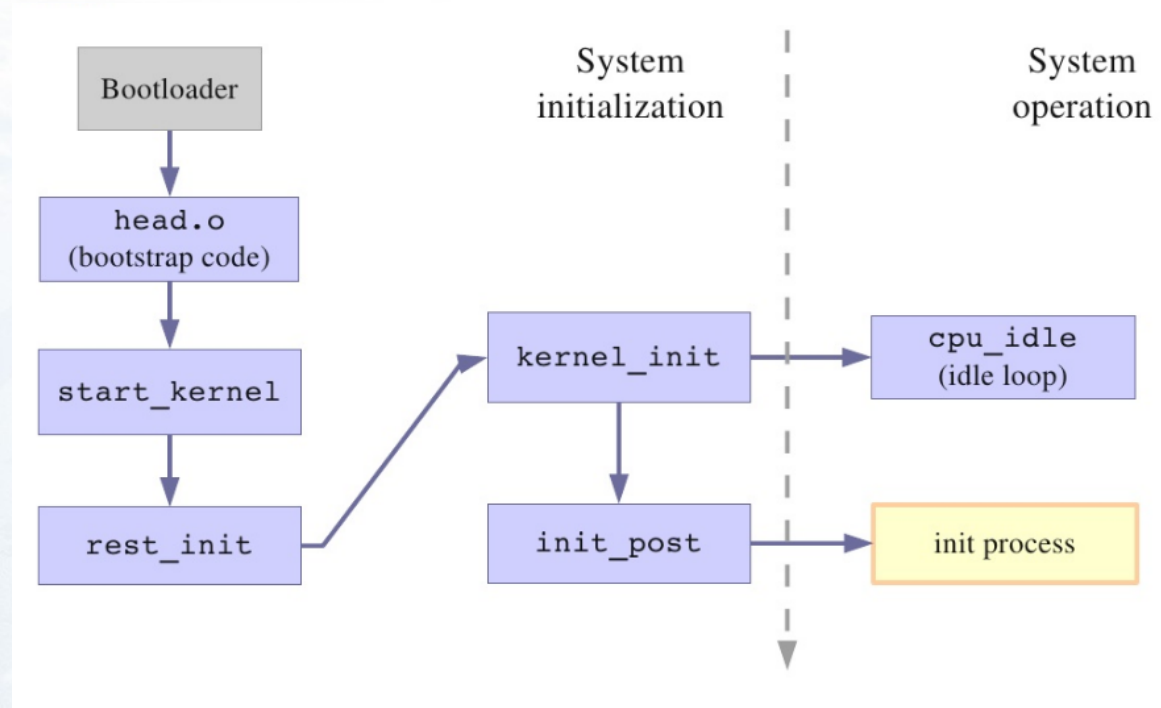 Bootloader
head.o
(bootstrap code)
start_kernel
rest_init
System
initialization
kernel_init
init_post
System
operation
cpu_idle
(idle loop)
init process